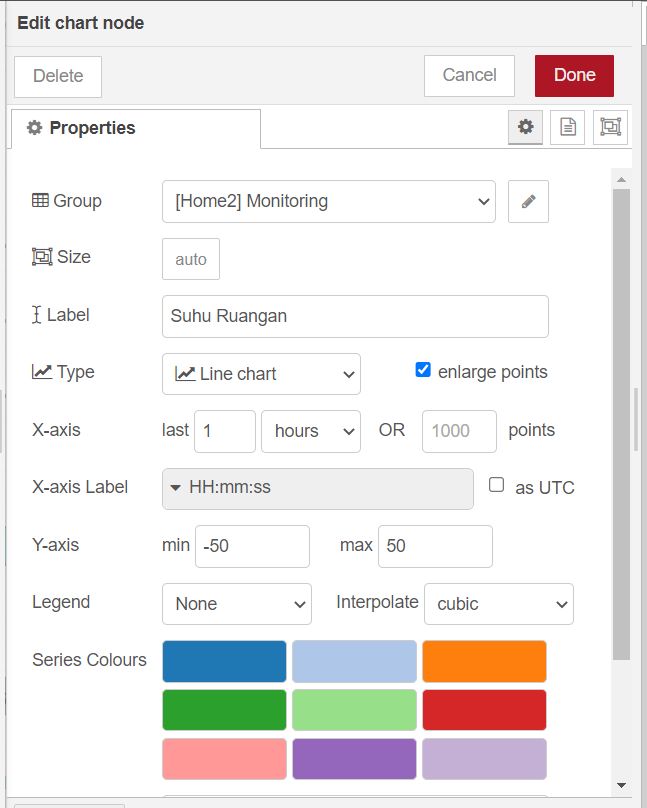 Edit chart node
Delete Cancel Done
Properties
Group [Home2] Monitoring
Size auto
Label Suhu Ruangan
Type Line chart enlarge points
X-axis last 1 hours OR 1000 points
X-axis Label HH:mm:ss as UTC
Y-axis min -50 max 50
Legend None Interpolate cubic
Series Colours